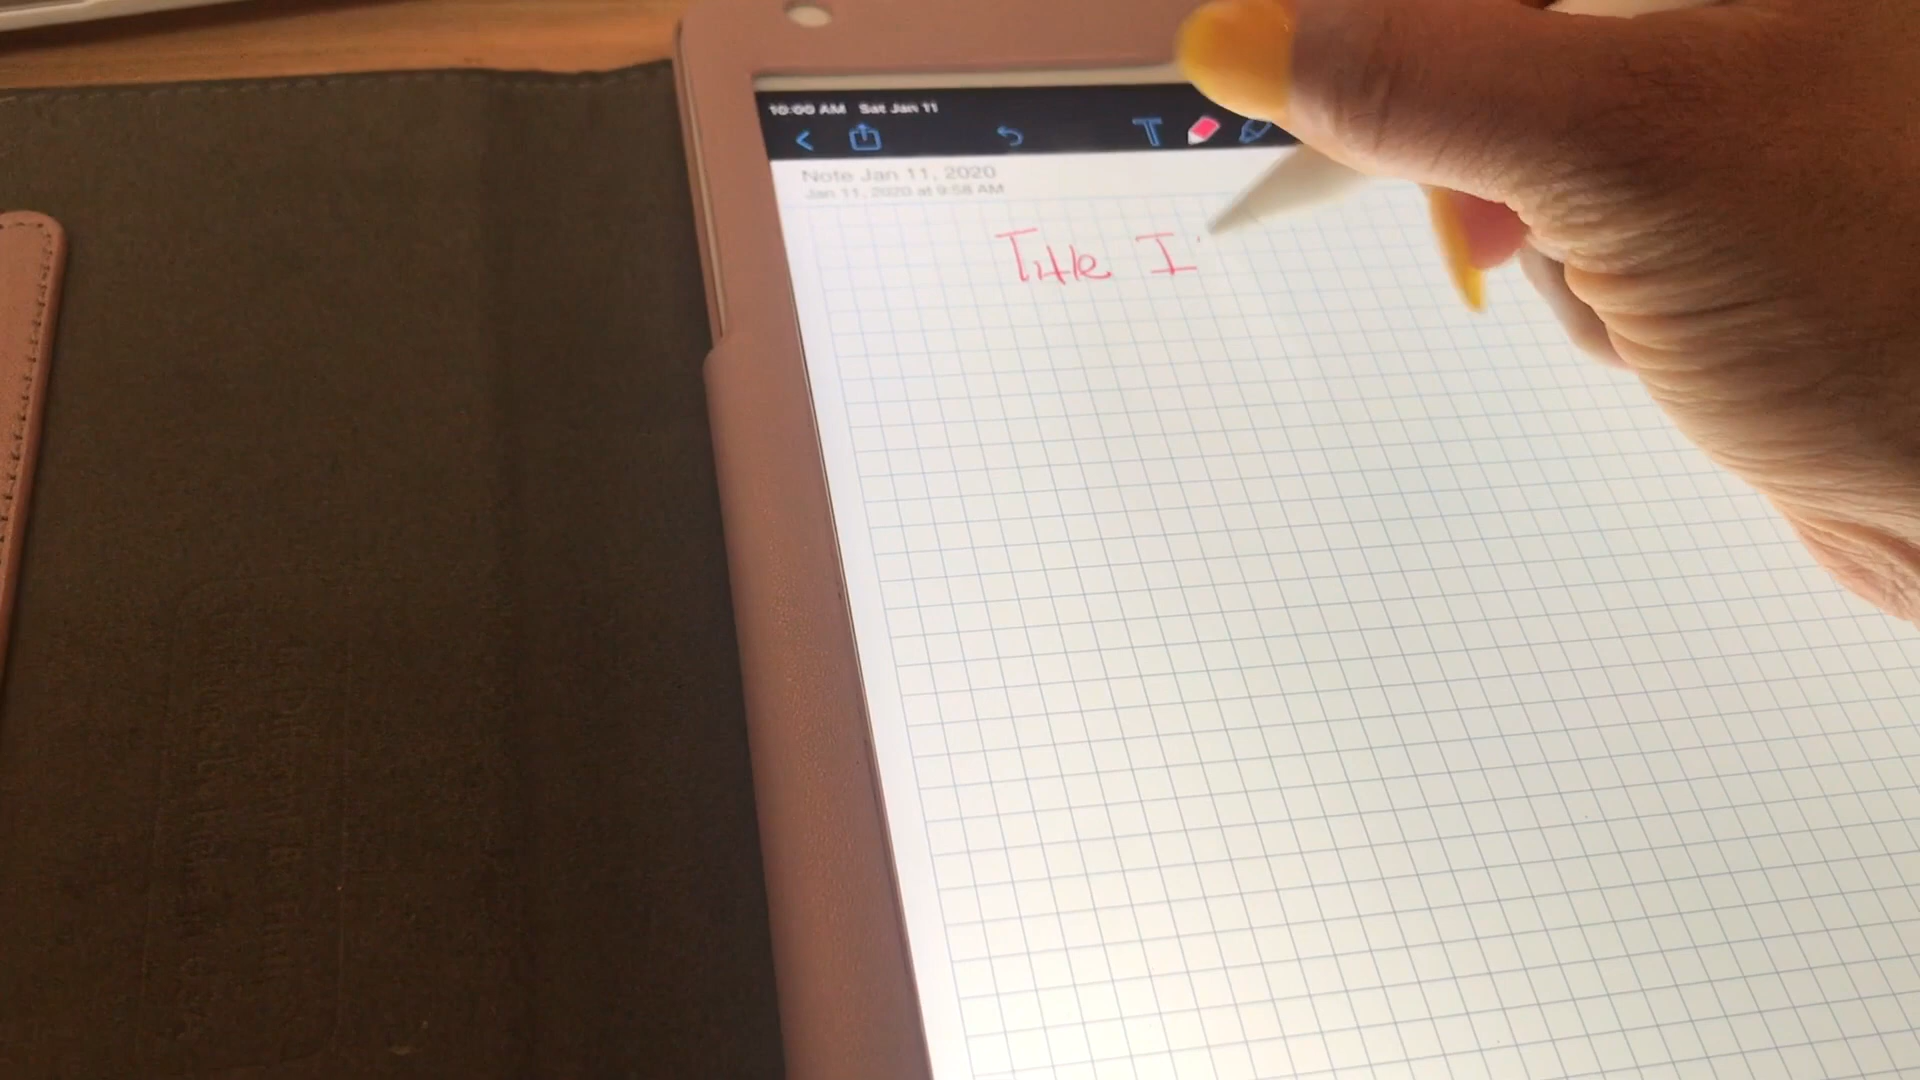 10:00 AM Sat Jan 11
T
Note Jan 11, 2020
Jan 11, 2020 at 9:58 AM
Title I